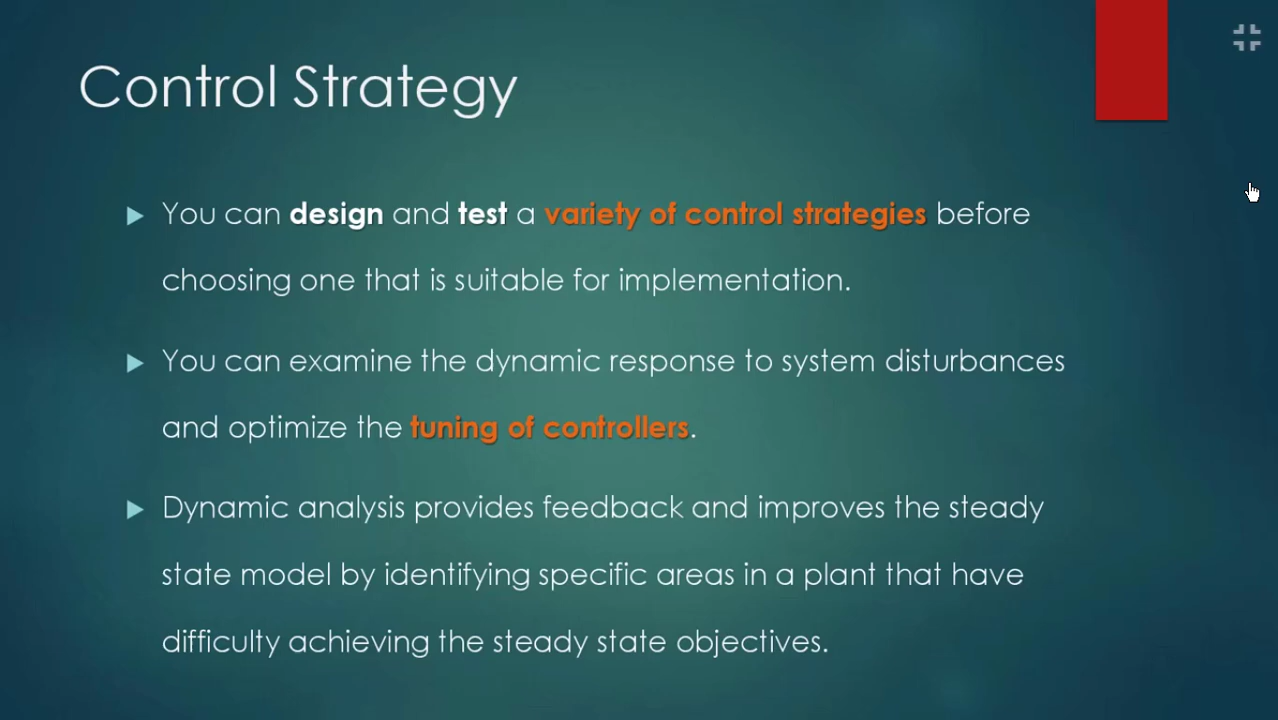 Control Strategy
You can design and test a variety of control strategies before
choosing one that is suitable for implementation.
You can examine the dynamic response to system disturbances
and optimize the tuning of controllers.
Dynamic analysis provides feedback and improves the steady
state model by identifying specific areas in a plant that have
difficulty achieving the steady state objectives.